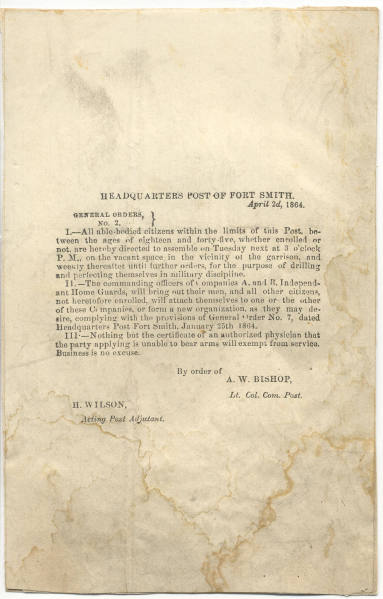 HEADQUARTERS POST OF FORT SMITH.
April 2d, 1864.
GENERAL ORDERS,
No. 2. }
I.—All able-bodied citizens within the limits of this Post, be-
tween the ages of eighteen and forty-five, whether enrolled or
not, are hereby directed to assemble on Tuesday next at 3 o'clock
P. M., on the vacant space in the vicinity of the garrison, and
weekly thereafter until further orders, for the purpose of drilling
and perfecting themselves in military discipline.
II.—The commanding officers of Companies A. and B. Independ-
ant Home Guards, will bring out their men, and all other citizens,
not heretofore enrolled, will attach themselves to one or the other
of these Companies, or form a new organization, as they may de-
sire, complying with the provisions of General Order No. 7, dated
Headquarters Post Fort Smith, January 25th 1864.
III·—Nothing but the certificate of an authorized physician that
the party applying is unable to bear arms will exempt from service.
Business is no excuse.
By order of
A. W. BISHOP,
Lt. Col. Com. Post.
H. WILSON,
Acting Post Adjutant.